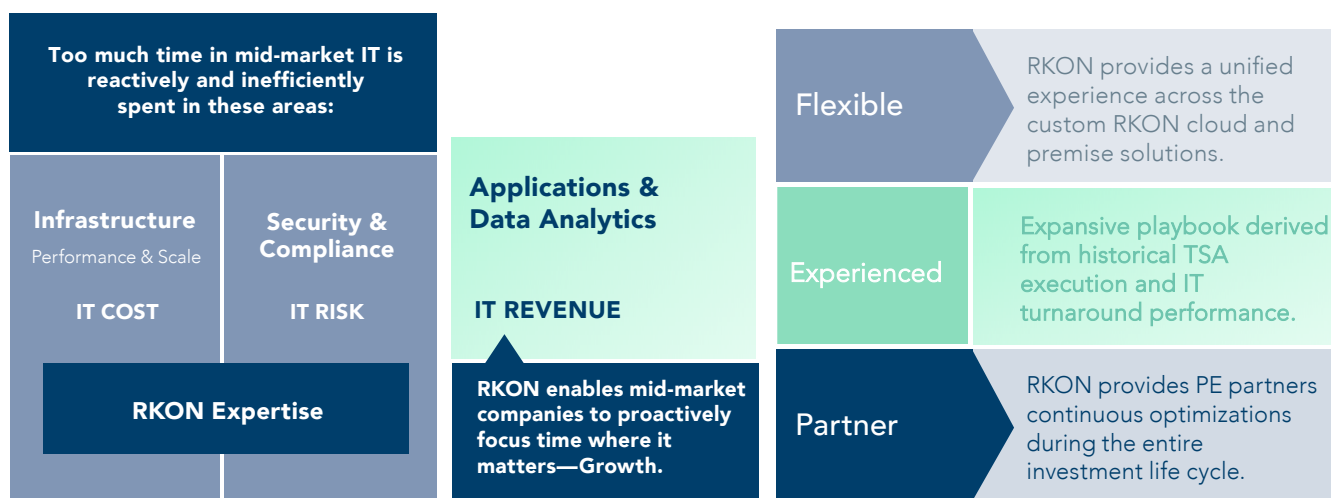 Too much time in mid-market IT is
reactively and inefficiently
spent in these areas:
Infrastructure
Performance & Scale
IT COST
Security &
Compliance
IT RISK
RKON Expertise
Applications &
Data Analytics
IT REVENUE
RKON enables mid-market
companies to proactively
focus time where it
matters—Growth.
Flexible
RKON provides a unified
experience across the
custom RKON cloud and
premise solutions.
Experienced
Expansive playbook derived
from historical TSA
execution and IT
turnaround performance.
Partner
RKON provides PE partners
continuous optimizations
during the entire
investment life cycle.